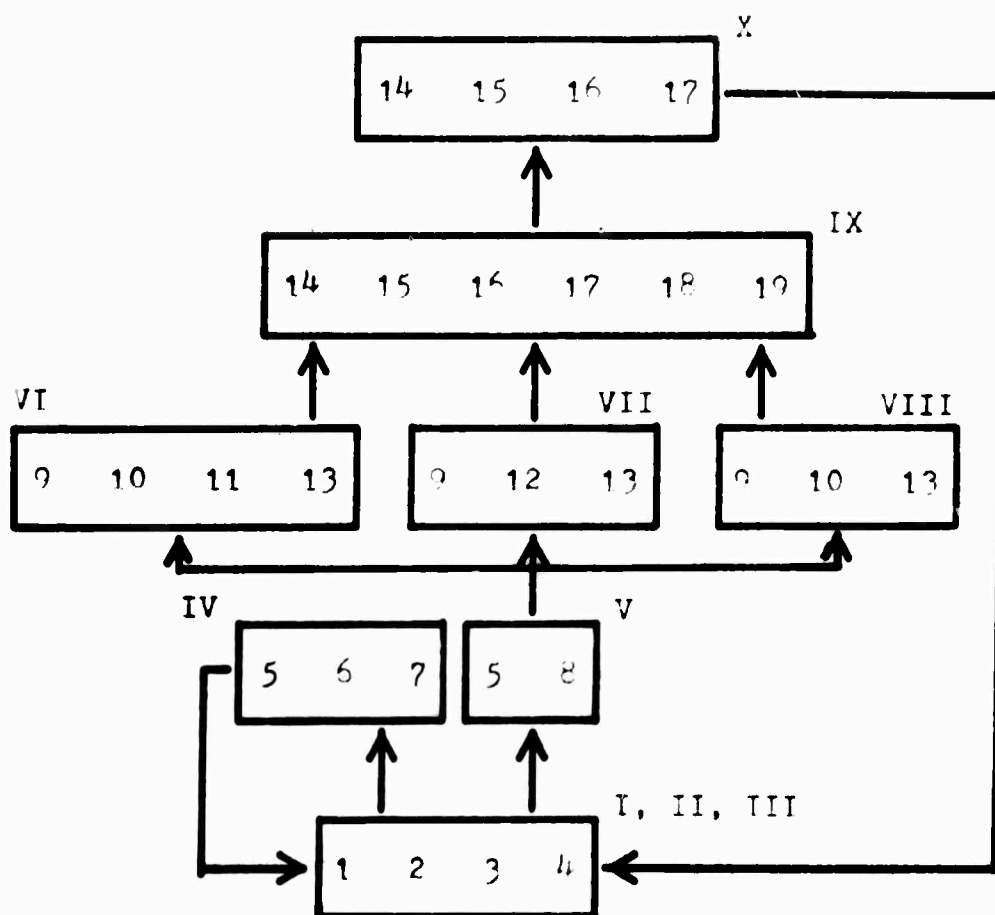 X
14 15 16 17
IX
14 15 16 17 18 19
VI VII VIII
9 10 11 13 9 12 13 9 10 13
IV V
5 6 7 5 8
I, II, III
1 2 3 4